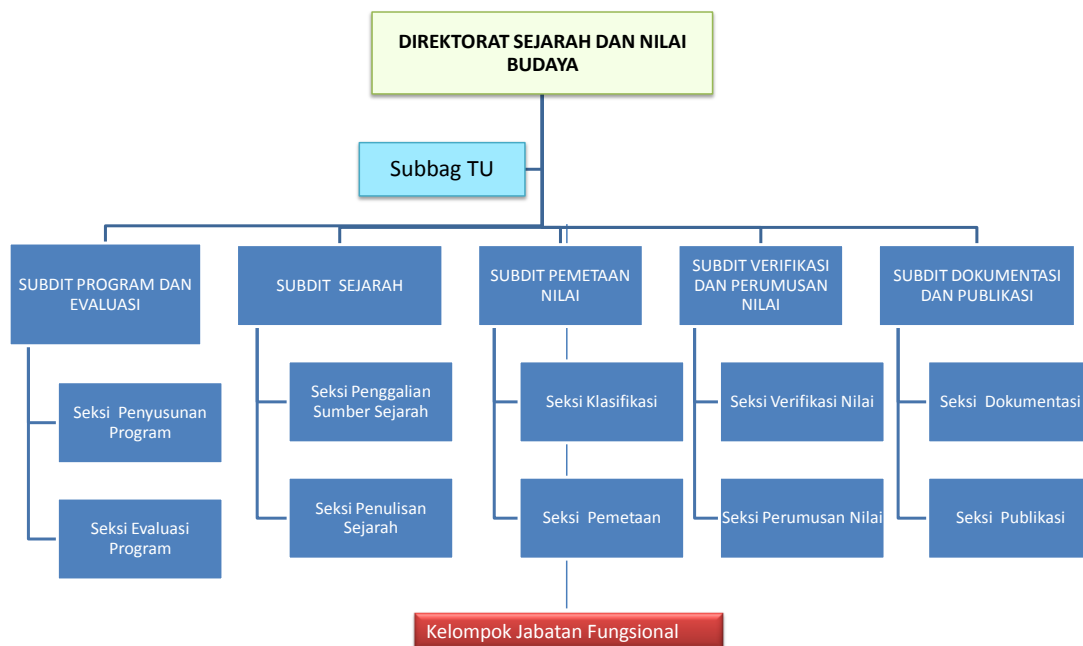 DIREKTORAT SEJARAH DAN NILAI
BUDAYA
Subbag TU
SUBDIT PROGRAM DAN
EVALUASI
SUBDIT SEJARAH
SUBDIT PEMETAAN
NILAI
SUBDIT VERIFIKASI
DAN PERUMUSAN
NILAI
SUBDIT DOKUMENTASI
DAN PUBLIKASI
Seksi Penyusunan
Program
Seksi Penggalian
Sumber Sejarah
Seksi Klasifikasi
Seksi Verifikasi Nilai
Seksi Dokumentasi
Seksi Evaluasi
Program
Seksi Penulisan
Sejarah
Seksi Pemetaan
Seksi Perumusan Nilai
Seksi Publikasi
Kelompok Jabatan Fungsional